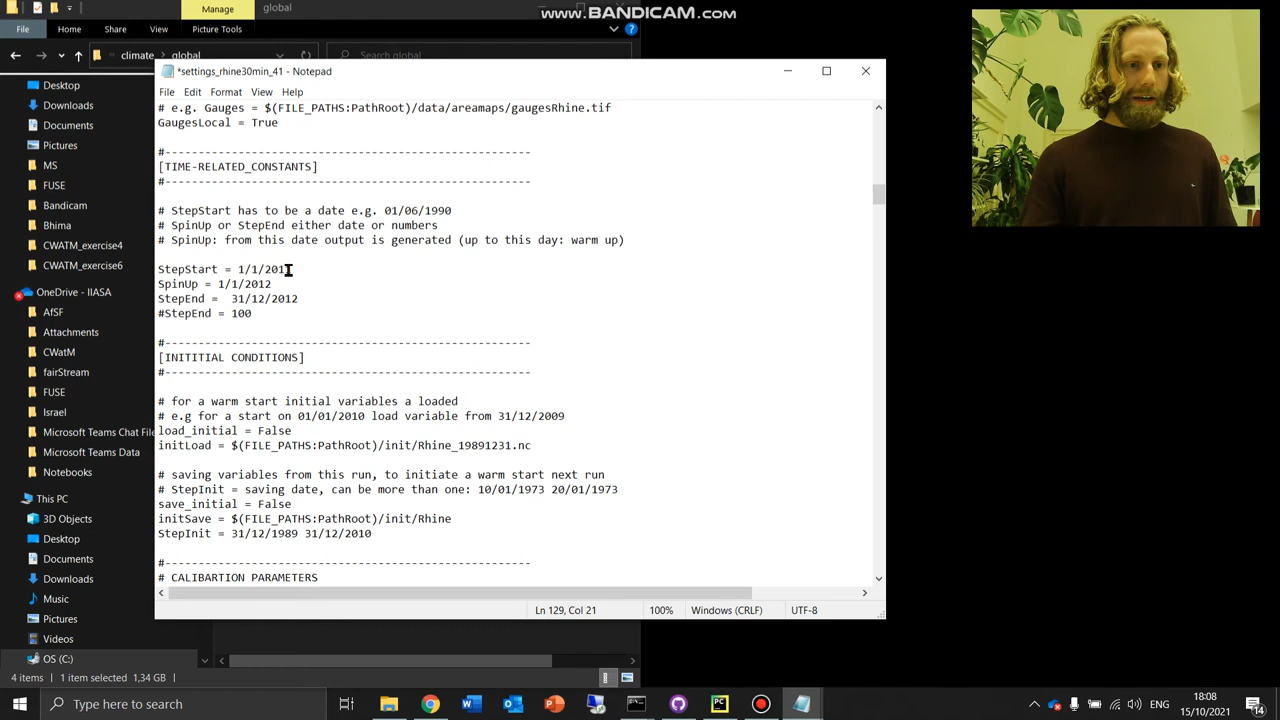 Manage
global
www.BANDICAM.com
File
Home
Share
View
Picture Tools
climate
global
Search global
*settings_rhine30min_41 - Notepad
File
Edit
Format
View
Help
Desktop
Downloads
Documents
Pictures
MS
FUSE
Bandicam
Bhima
CWATM_exercise4
CWATM_exercise6
OneDrive - IIASA
AfSF
Attachments
CWatM
fairStream
FUSE
Israel
Microsoft Teams Chat File
Microsoft Teams Data
Notebooks
This PC
3D Objects
Desktop
Documents
Downloads
Music
Pictures
Videos
OS (C:)
# e.g. Gauges = $(FILE_PATHS:PathRoot)/data/areamaps/gaugesRhine.tif
GaugesLocal = True
#-------------------------------------------------------
[TIME-RELATED_CONSTANTS]
#-------------------------------------------------------
# StepStart has to be a date e.g. 01/06/1990
# SpinUp or StepEnd either date or numbers
# SpinUp: from this date output is generated (up to this day: warm up)
StepStart = 1/1/201
SpinUp = 1/1/2012
StepEnd =  31/12/2012
#StepEnd = 100
#-------------------------------------------------------
[INITITIAL CONDITIONS]
#-------------------------------------------------------
# for a warm start initial variables a loaded
# e.g for a start on 01/01/2010 load variable from 31/12/2009
load_initial = False
initLoad = $(FILE_PATHS:PathRoot)/init/Rhine_19891231.nc
# saving variables from this run, to initiate a warm start next run
# StepInit = saving date, can be more than one: 10/01/1973 20/01/1973
save_initial = False
initSave = $(FILE_PATHS:PathRoot)/init/Rhine
StepInit = 31/12/1989 31/12/2010
#-------------------------------------------------------
# CALIBARTION PARAMETERS
Ln 129, Col 21
100%
Windows (CRLF)
UTF-8
4 items
1 item selected
1,34 GB
Type here to search
ENG
18:08
15/10/2021
14